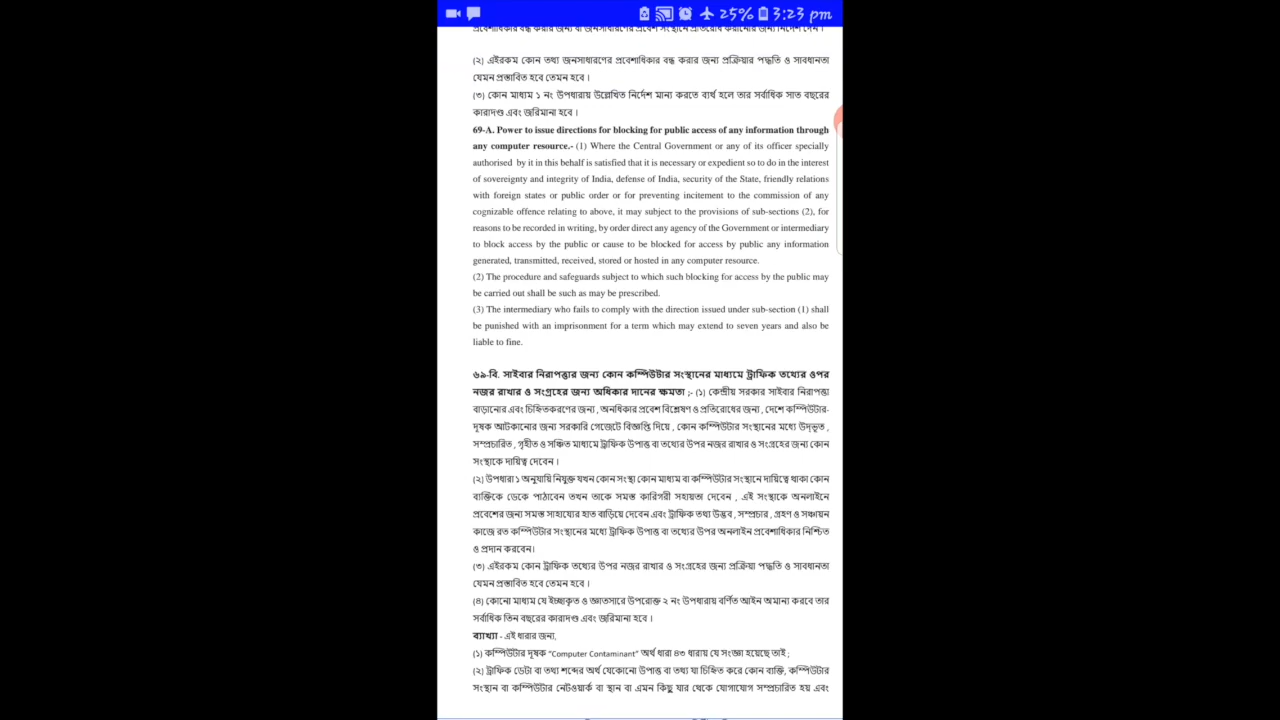 25% 3:23 pm
প্রবেশাধিকার বন্ধ করার জন্য বা জনসাধারণের প্রবেশ সংস্থানে প্রতিরোধ করানোর জন্য নির্দেশ দেন ।
(২) এইরকম কোন তথ্য জনসাধারণের প্রবেশাধিকার বন্ধ করার জন্য প্রক্রিয়ার পদ্ধতি ও সাবধানতা
যেমন প্রস্তাবিত হবে তেমন হবে ।
(৩) কোন মাধ্যম ১ নং উপধারায় উল্লেখিত নির্দেশ মান্য করতে ব্যর্থ হলে তার সর্বাধিক সাত বছরের
কারাদণ্ড এবং জরিমানা হবে ।
69-A. Power to issue directions for blocking for public access of any information through
any computer resource.- (1) Where the Central Government or any of its officer specially
authorised by it in this behalf is satisfied that it is necessary or expedient so to do in the interest
of sovereignty and integrity of India, defense of India, security of the State, friendly relations
with foreign states or public order or for preventing incitement to the commission of any
cognizable offence relating to above, it may subject to the provisions of sub-sections (2), for
reasons to be recorded in writing, by order direct any agency of the Government or intermediary
to block access by the public or cause to be blocked for access by public any information
generated, transmitted, received, stored or hosted in any computer resource.
(2) The procedure and safeguards subject to which such blocking for access by the public may
be carried out shall be such as may be prescribed.
(3) The intermediary who fails to comply with the direction issued under sub-section (1) shall
be punished with an imprisonment for a term which may extend to seven years and also be
liable to fine.
৬৯-বি. সাইবার নিরাপত্তার জন্য কোন কম্পিউটার সংস্থানের মাধ্যমে ট্রাফিক তথ্যের ওপর
নজর রাখার ও সংগ্রহের জন্য অধিকার দানের ক্ষমতা ;- (১) কেন্দ্রীয় সরকার সাইবার নিরাপত্তা
বাড়ানোর এবং চিহ্নিতকরণের জন্য , অনধিকার প্রবেশ বিশ্লেষণ ও প্রতিরোধের জন্য , দেশে কম্পিউটার-
দূষক আটকানোর জন্য সরকারি গেজেটে বিজ্ঞপ্তি দিয়ে , কোন কম্পিউটার সংস্থানের মধ্যে উদ্ভূত ,
সম্প্রচারিত , গৃহীত ও সঞ্চিত মাধ্যমে ট্রাফিক উপাত্ত বা তথ্যের উপর নজর রাখার ও সংগ্রহের জন্য কোন
সংস্থাকে দায়িত্ব দেবেন ।
(২) উপধারা ১ অনুযায়ি নিযুক্ত যখন কোন সংস্থা কোন মাধ্যম বা কম্পিউটার সংস্থানে দায়িত্বে থাকা কোন
ব্যক্তিকে ডেকে পাঠাবেন তখন তাকে সমস্ত কারিগরী সহায়তা দেবেন , এই সংস্থাকে অনলাইনে
প্রবেশের জন্য সমস্ত সাহায্যের হাত বাড়িয়ে দেবেন এবং ট্রাফিক তথ্য উদ্ভব , সম্প্রচার , গ্রহণ ও সঞ্চায়ন
কাজে রত কম্পিউটার সংস্থানের মধ্যে ট্রাফিক উপাত্ত বা তথ্যের উপর অনলাইন প্রবেশাধিকার নিশ্চিত
ও প্রদান করবেন।
(৩) এইরকম কোন ট্রাফিক তথ্যের উপর নজর রাখার ও সংগ্রহের জন্য প্রক্রিয়া পদ্ধতি ও সাবধানতা
যেমন প্রস্তাবিত হবে তেমন হবে ।
(৪) কোনো মাধ্যম যে ইচ্ছাকৃত ও জ্ঞাতসারে উপরোক্ত ২ নং উপধারায় বর্ণিত আইন অমান্য করবে তার
সর্বাধিক তিন বছরের কারাদণ্ড এবং জরিমানা হবে ।
ব্যাখ্যা - এই ধারার জন্য,
(১) কম্পিউটার দূষক "Computer Contaminant" অর্থ ধারা ৪৩ ধারায় যে সংজ্ঞা হয়েছে তাই ;
(২) ট্রাফিক ডেটা বা তথ্য শব্দের অর্থ যেকোনো উপাত্ত বা তথ্য যা চিহ্নিত করে কোন ব্যক্তি, কম্পিউটার
সংস্থান বা কম্পিউটার নেটওয়ার্ক বা স্থান বা এমন কিছু যার থেকে যোগাযোগ সম্প্রচারিত হয় এবং